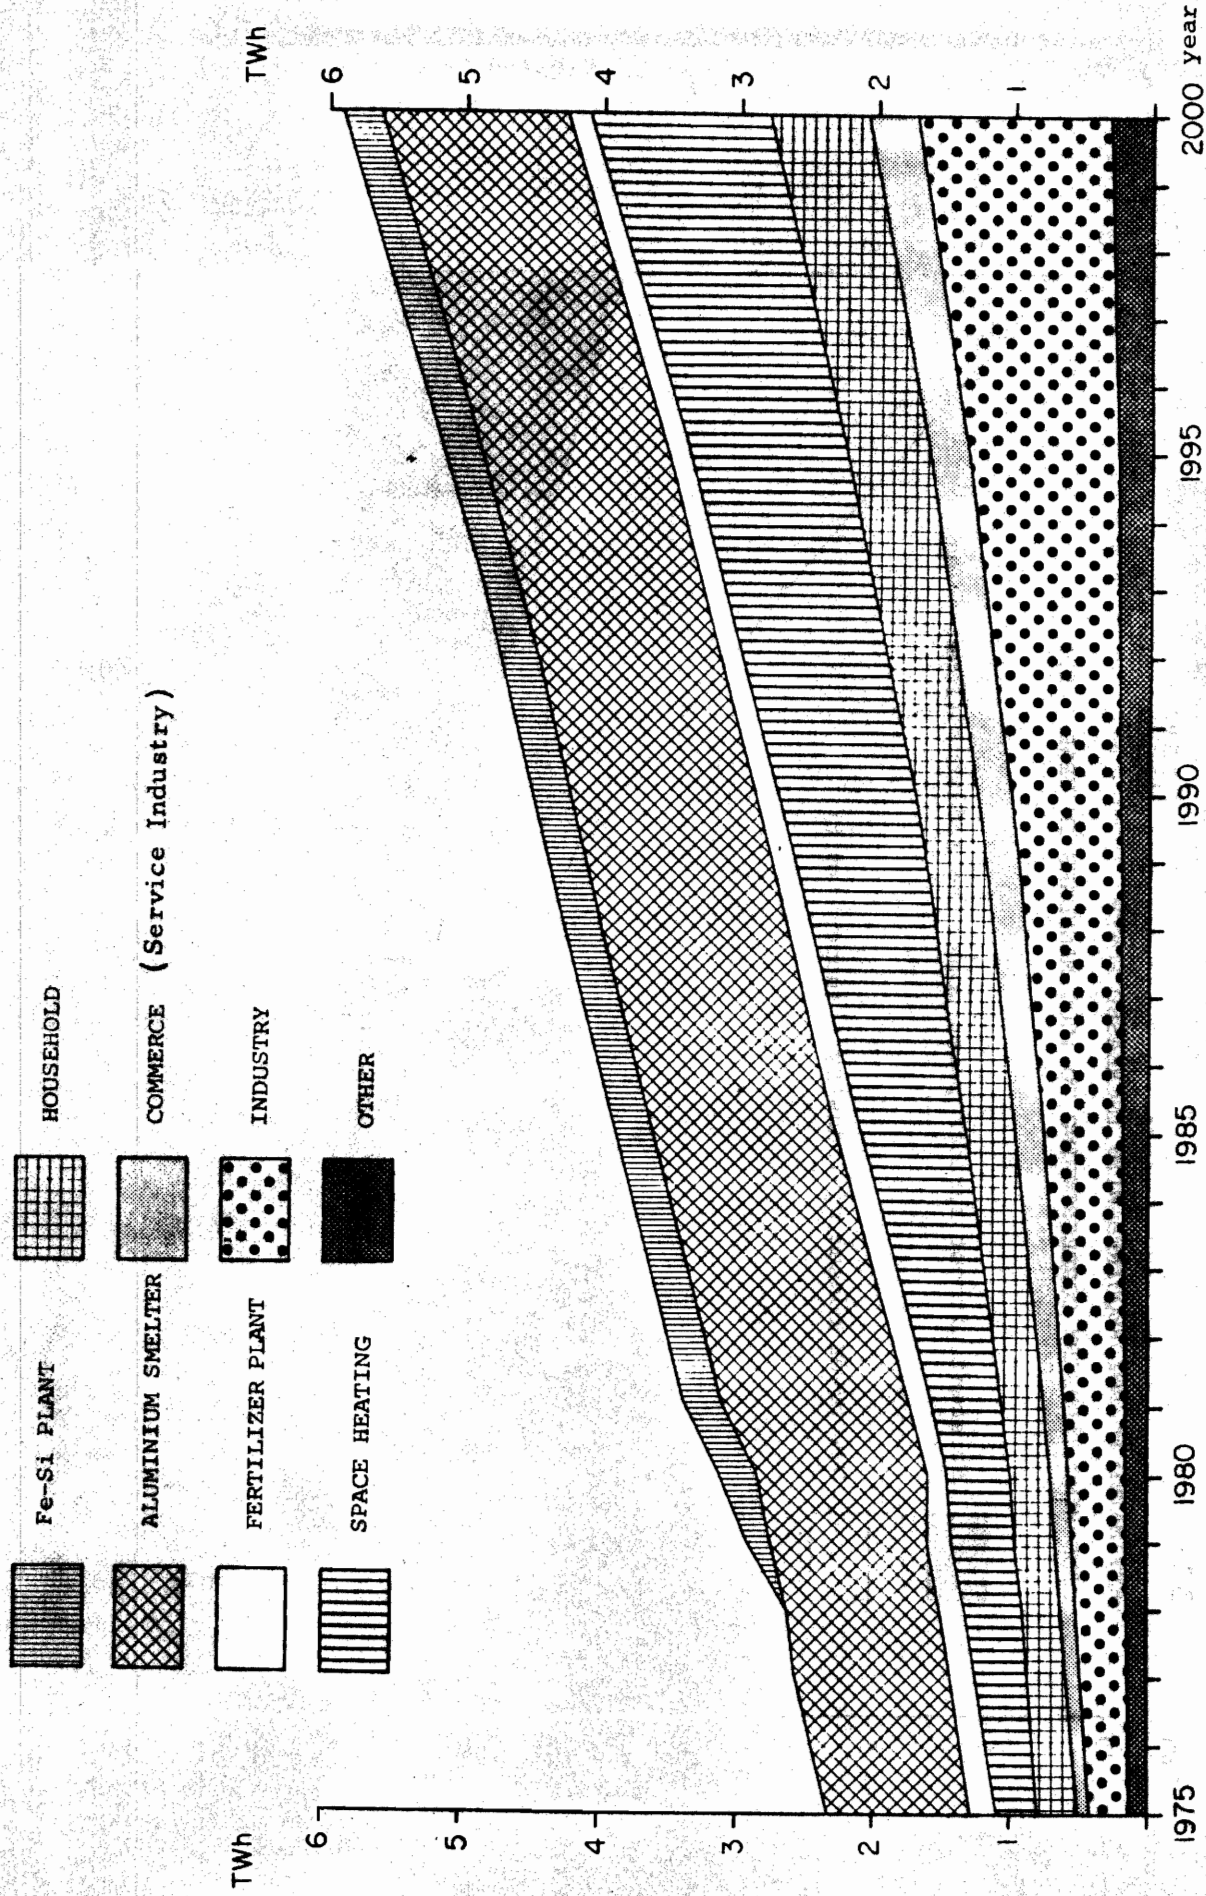 Fe-Si PLANT
ALUMINIUM SMELTER
FERTILIZER PLANT
SPACE HEATING
HOUSEHOLD
COMMERCE (Service Industry)
INDUSTRY
OTHER
TWh
6
5
4
3
2
1
TWh
6
5
4
3
2
1
1975
1980
1985
1990
1995
2000 year